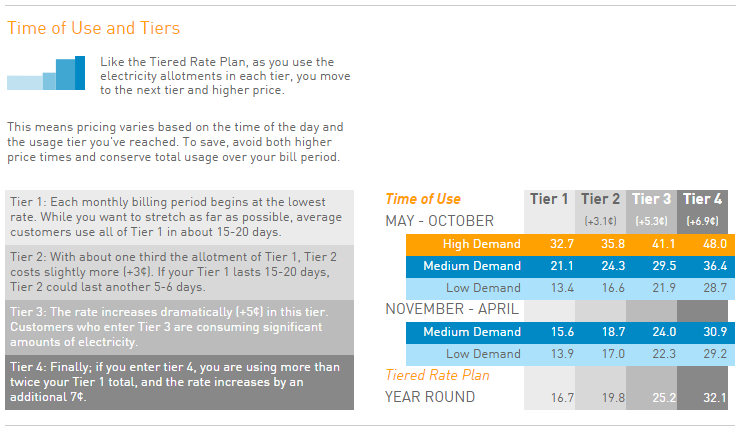 Time of Use and Tiers
Like the Tiered Rate Plan, as you use the
electricity allotments in each tier, you move
to the next tier and higher price.
This means pricing varies based on the time of the day and
the usage tier you've reached. To save, avoid both higher
price times and conserve total usage over your bill period.
Tier 1: Each monthly billing period begins at the lowest
rate. While you want to stretch as far as possible, average
customers use all of Tier 1 in about 15-20 days.
Tier 2: With about one third the allotment of Tier 1, Tier 2
costs slightly more (+3¢). If your Tier 1 lasts 15-20 days,
Tier 2 could last another 5-6 days.
Tier 3: The rate increases dramatically (+5¢) in this tier.
Customers who enter Tier 3 are consuming significant
amounts of electricity.
Tier 4: Finally; if you enter tier 4, you are using more than
twice your Tier 1 total, and the rate increases by an
additional 7¢.
Time of Use Tier 1 Tier 2 Tier 3 Tier 4
MAY - OCTOBER (+3.1¢) (+5.3¢) (+6.9¢)
High Demand 32.7 35.8 41.1 48.0
Medium Demand 21.1 24.3 29.5 36.4
Low Demand 13.4 16.6 21.9 28.7
NOVEMBER - APRIL
Medium Demand 15.6 18.7 24.0 30.9
Low Demand 13.9 17.0 22.3 29.2
Tiered Rate Plan
YEAR ROUND 16.7 19.8 25.2 32.1